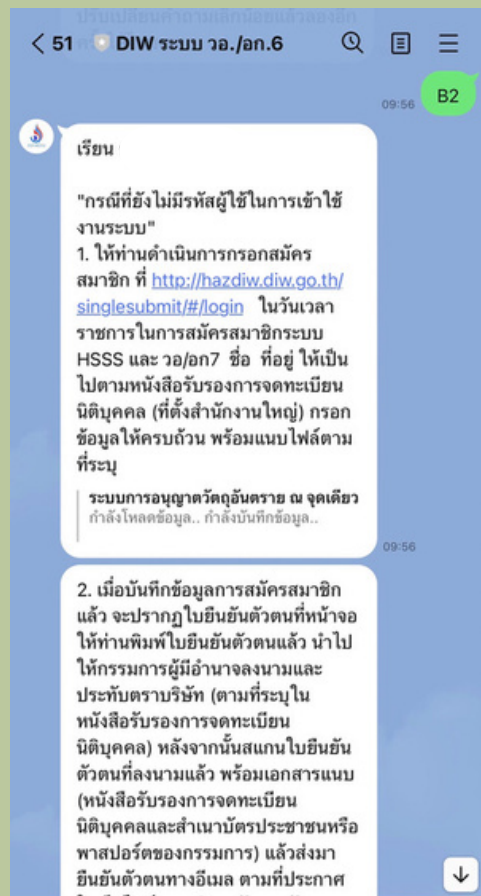 ปรับเปลี่ยนคำถามเล็กน้อยแล้วลองอีก
51 DIW ระบบ วอ./อก.6
09:56 B2
เรียน
"กรณีที่ยังไม่มีรหัสผู้ใช้ในการเข้าใช้
งานระบบ"
1. ให้ท่านดำเนินการกรอกสมัคร
สมาชิก ที่ http://hazdiw.diw.go.th/
singlesubmit/#/login ในวันเวลา
ราชการในการสมัครสมาชิกระบบ
HSSS และ วอ/อก7 ชื่อ ที่อยู่ ให้เป็น
ไปตามหนังสือรับรองการจดทะเบียน
นิติบุคคล (ที่ตั้งสำนักงานใหญ่) กรอก
ข้อมูลให้ครบถ้วน พร้อมแนบไฟล์ตาม
ที่ระบุ
ระบบการอนุญาตวัตถุอันตราย ณ จุดเดียว
กำลังโหลดข้อมูล.. กำลังบันทึกข้อมูล..
09:56
2. เมื่อบันทึกข้อมูลการสมัครสมาชิก
แล้ว จะปรากฏใบยืนยันตัวตนที่หน้าจอ
ให้ท่านพิมพ์ใบยืนยันตัวตนแล้ว นำไป
ให้กรรมการผู้มีอำนาจลงนามและ
ประทับตราบริษัท (ตามที่ระบุใน
หนังสือรับรองการจดทะเบียน
นิติบุคคล) หลังจากนั้นสแกนใบยืนยัน
ตัวตนที่ลงนามแล้ว พร้อมเอกสารแนบ
(หนังสือรับรองการจดทะเบียน
นิติบุคคลและสำเนาบัตรประชาชนหรือ
พาสปอร์ตของกรรมการ) แล้วส่งมา
ยืนยันตัวตนทางอีเมล ตามที่ประกาศ